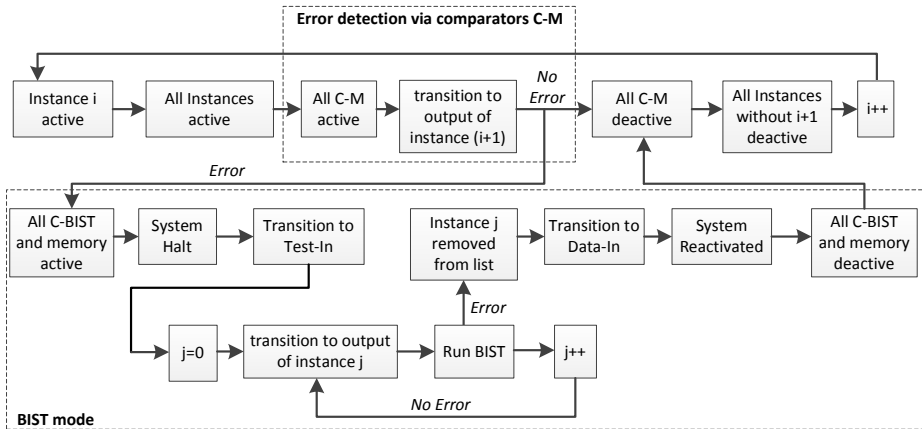 Error detection via comparators C-M
Instance i
active
All Instances
active
All C-M
active
transition to
output of
instance (i+1)
No
Error
All C-M
deactive
All Instances
without i+1
deactive
i++
Error
All C-BIST
and memory
active
System
Halt
Transition to
Test-In
Instance j
removed
from list
Transition to
Data-In
System
Reactivated
All C-BIST
and memory
deactive
Error
j=0
transition to output
of instance j
Run BIST
j++
No Error
BIST mode